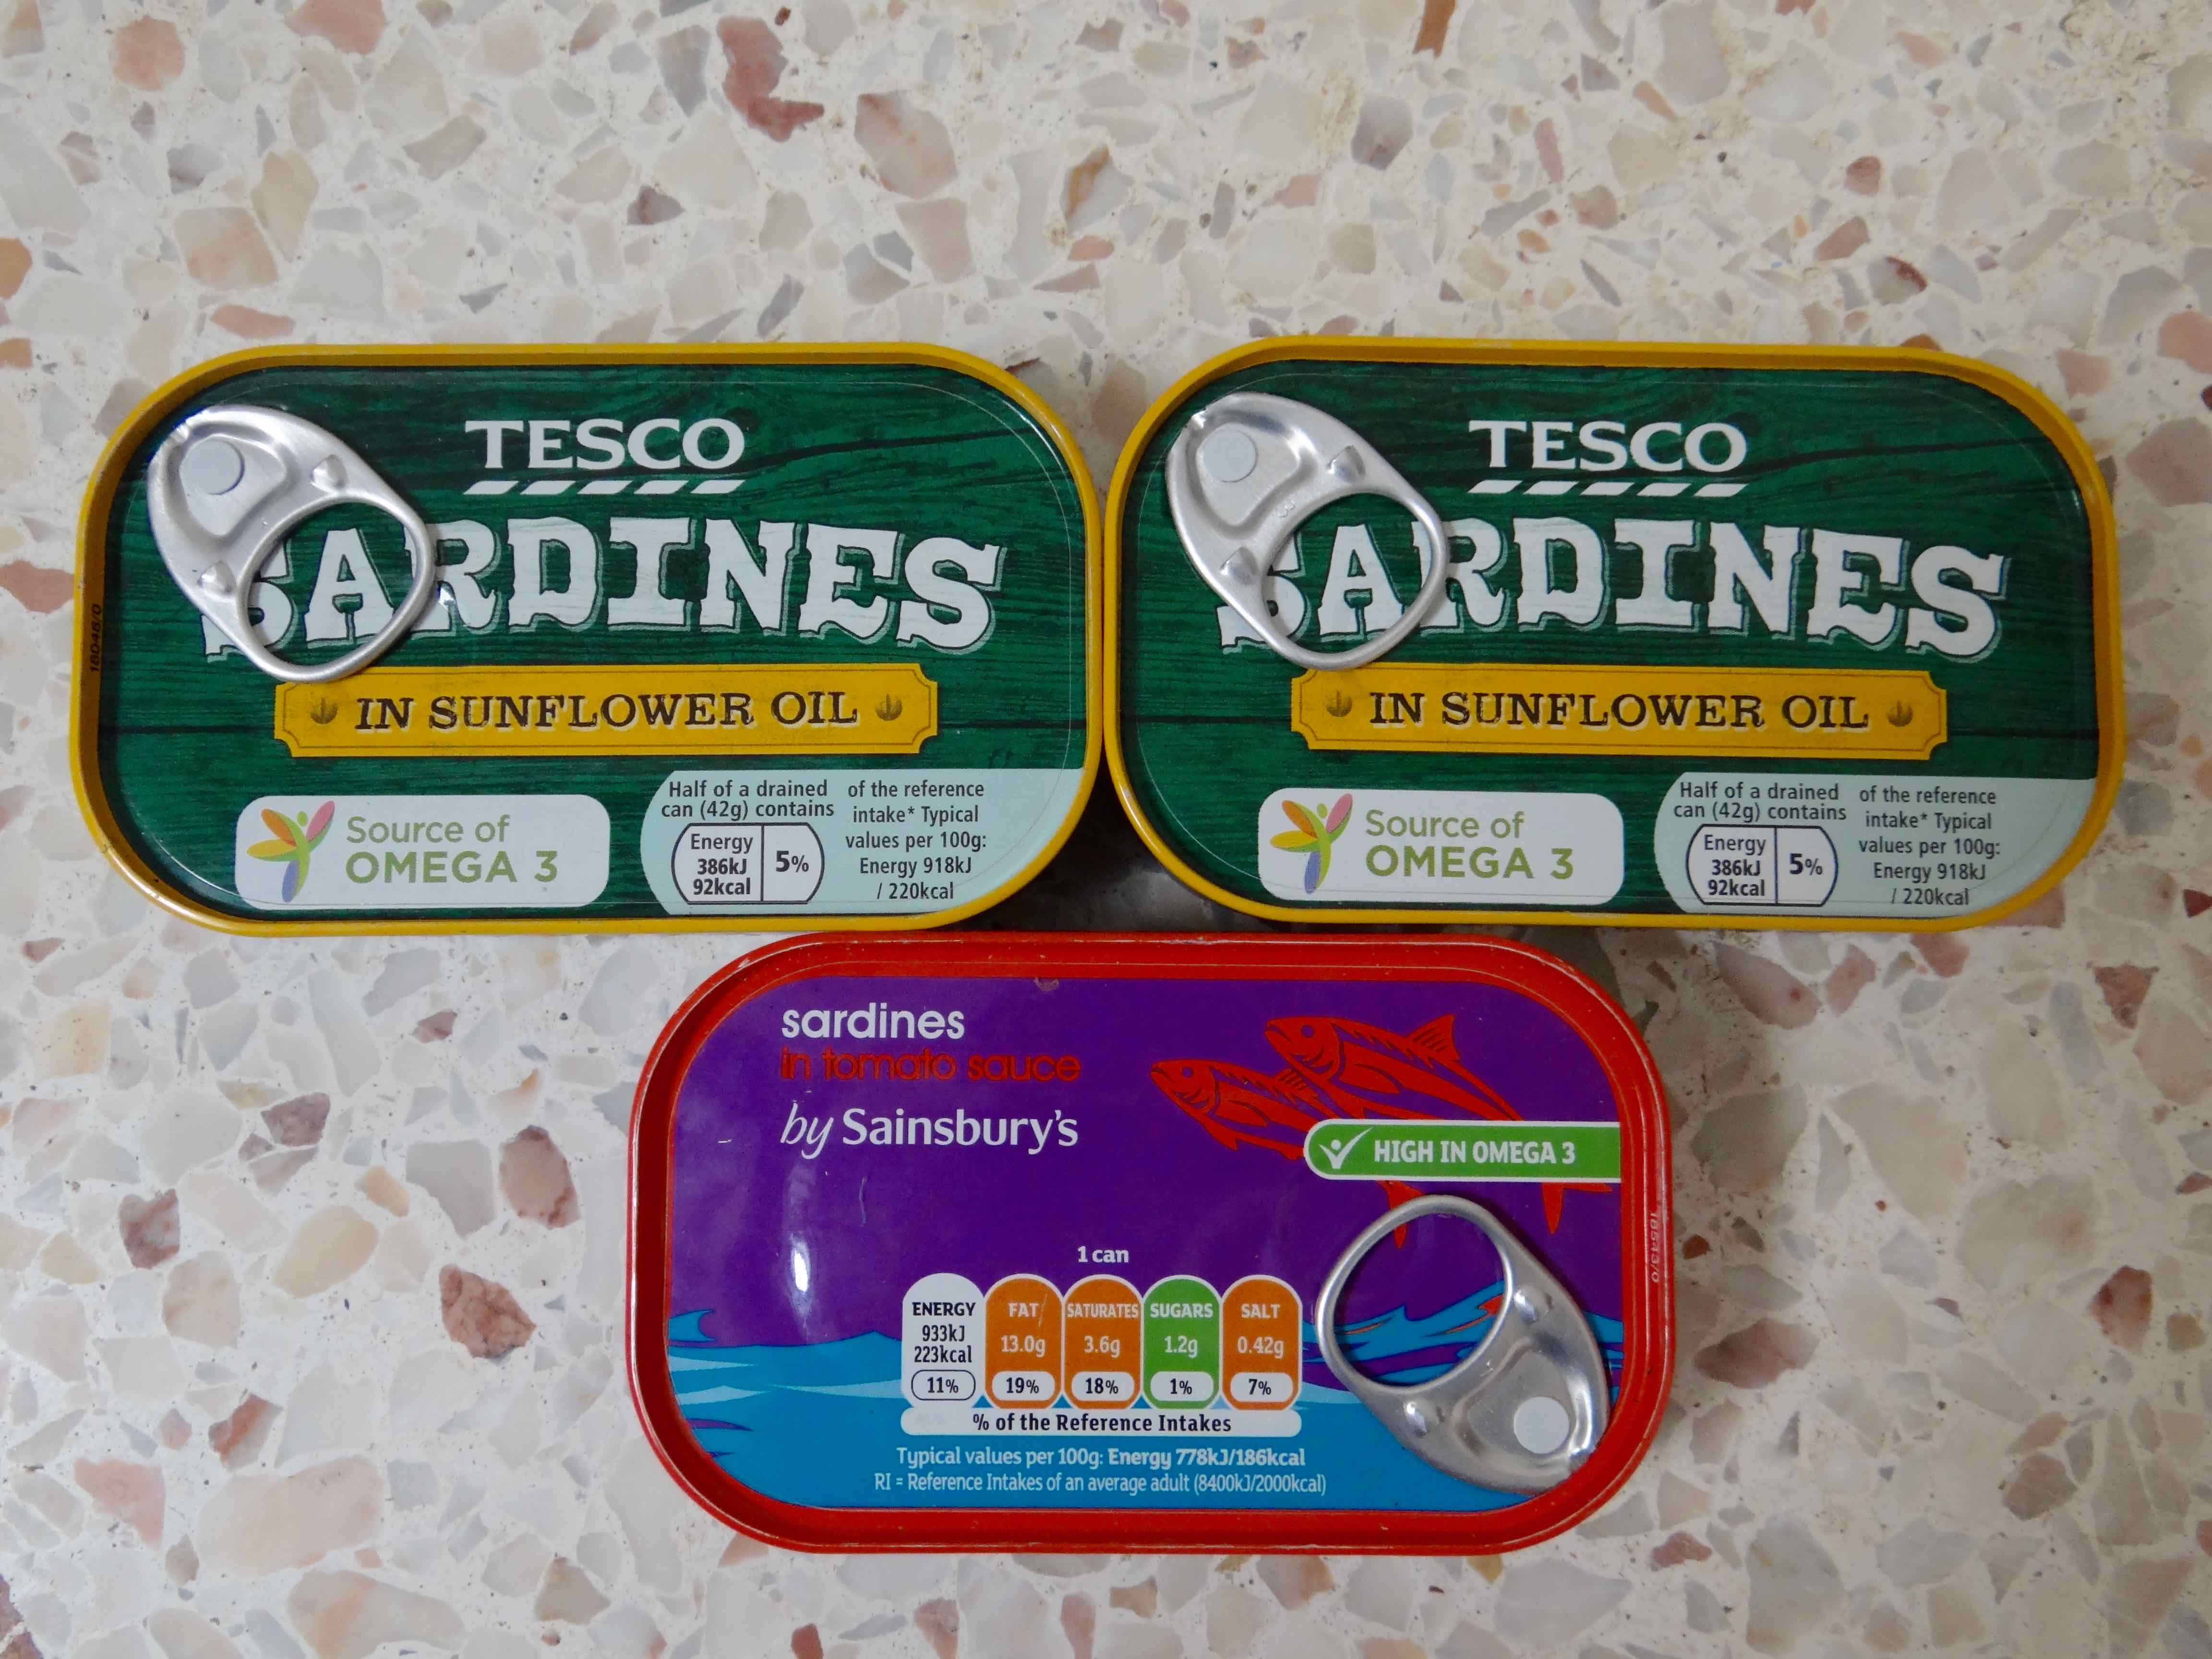 TESCO
SARDINES
IN SUNFLOWER OIL
Source of
OMEGA 3
Half of a drained
can (42g) contains
Energy
386kJ
92kcal
5%
of the reference
intake* Typical
values per 100g:
Energy 918kJ
/ 220kcal
18048/0
TESCO
SARDINES
IN SUNFLOWER OIL
Source of
OMEGA 3
Half of a drained
can (42g) contains
Energy
386kJ
92kcal
5%
of the reference
intake* Typical
values per 100g:
Energy 918kJ
/ 220kcal
sardines
in tomato sauce
by Sainsbury's
HIGH IN OMEGA 3
1 can
ENERGY
933kJ
223kcal
11%
FAT
13.0g
19%
SATURATES
3.6g
18%
SUGARS
1.2g
1%
SALT
0.42g
7%
% of the Reference Intakes
Typical values per 100g: Energy 778kJ/186kcal
RI = Reference Intakes of an average adult (8400kJ/2000kcal)